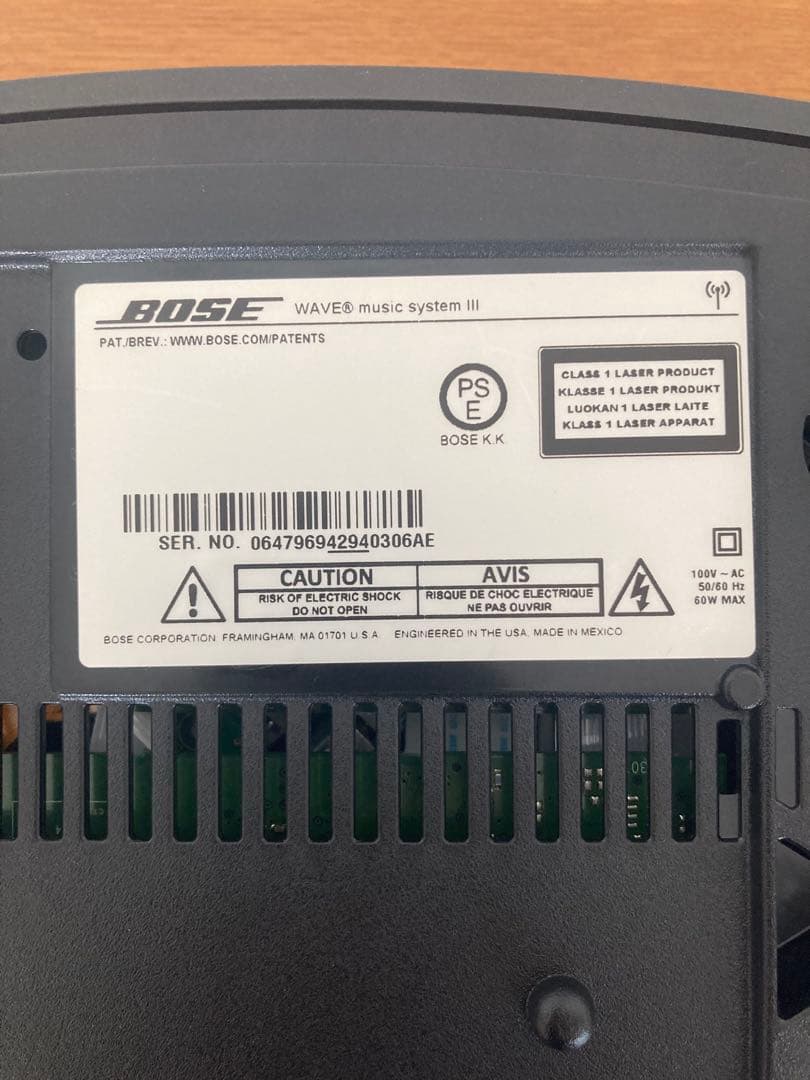 BOSE WAVE® music system III
PAT./BREV.: WWW.BOSE.COM/PATENTS
PS
E
BOSE K.K.
CLASS 1 LASER PRODUCT
KLASSE 1 LASER PRODUKT
LUOKAN 1 LASER LAITE
KLASS 1 LASER APPARAT
SER. NO. 064796942940306AE
CAUTION
RISK OF ELECTRIC SHOCK
DO NOT OPEN
AVIS
RISQUE DE CHOC ELECTRIQUE
NE PAS OUVRIR
100V ~ AC
50/60 Hz
60W MAX
BOSE CORPORATION FRAMINGHAM, MA 01701 U.S.A. ENGINEERED IN THE USA, MADE IN MEXICO
30